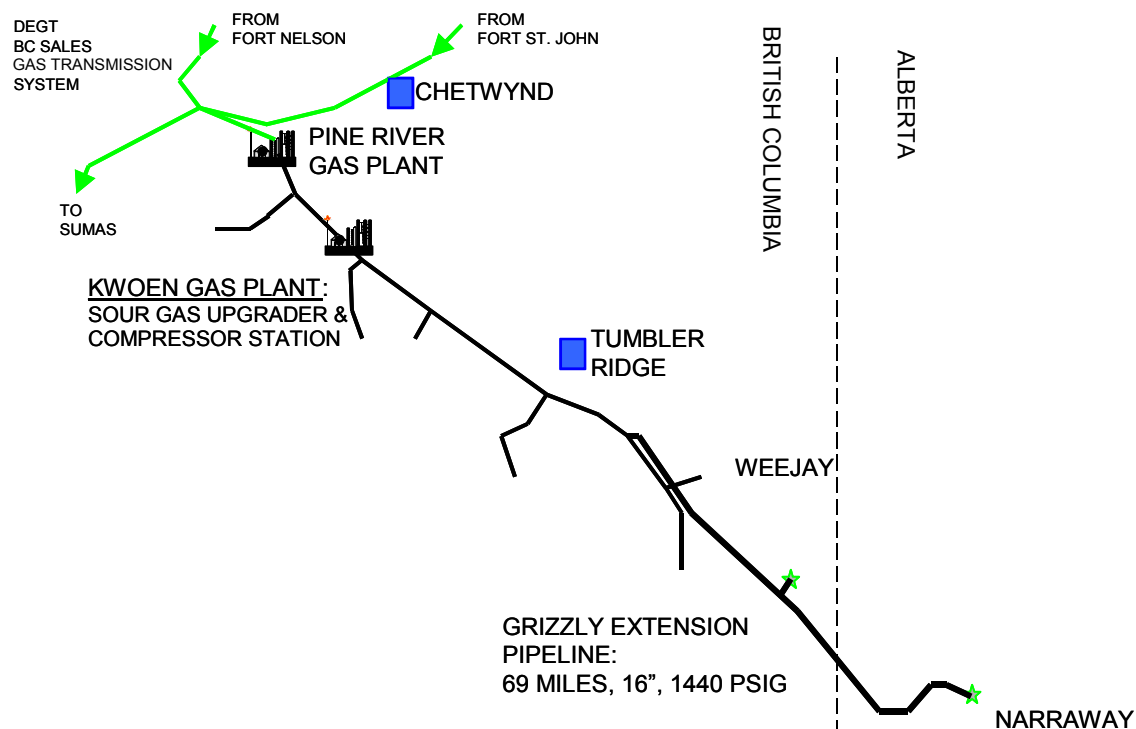 DEGT
BC SALES
GAS TRANSMISSION
SYSTEM
FROM
FORT NELSON
FROM
FORT ST. JOHN
CHETWYND
BRITISH COLUMBIA
ALBERTA
PINE RIVER
GAS PLANT
TO
SUMAS
KWOEN GAS PLANT:
SOUR GAS UPGRADER &
COMPRESSOR STATION
TUMBLER
RIDGE
WEEJAY
GRIZZLY EXTENSION
PIPELINE:
69 MILES, 16”, 1440 PSIG
NARRAWAY